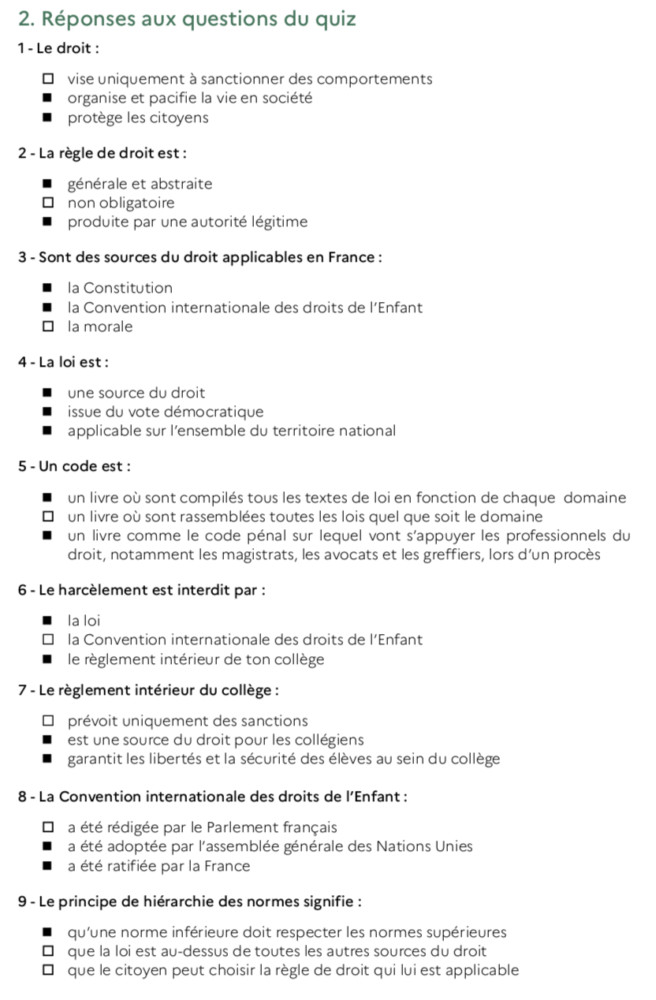 2. Réponses aux questions du quiz
1 - Le droit :
☐ vise uniquement à sanctionner des comportements
■ organise et pacifie la vie en société
■ protège les citoyens
2 - La règle de droit est :
■ générale et abstraite
☐ non obligatoire
■ produite par une autorité légitime
3 - Sont des sources du droit applicables en France :
■ la Constitution
■ la Convention internationale des droits de l'Enfant
☐ la morale
4 - La loi est :
■ une source du droit
■ issue du vote démocratique
■ applicable sur l'ensemble du territoire national
5 - Un code est :
■ un livre où sont compilés tous les textes de loi en fonction de chaque domaine
☐ un livre où sont rassemblées toutes les lois quel que soit le domaine
■ un livre comme le code pénal sur lequel vont s'appuyer les professionnels du
droit, notamment les magistrats, les avocats et les greffiers, lors d'un procès
6 - Le harcèlement est interdit par :
■ la loi
☐ la Convention internationale des droits de l'Enfant
■ le règlement intérieur de ton collège
7 - Le règlement intérieur du collège :
☐ prévoit uniquement des sanctions
■ est une source du droit pour les collégiens
■ garantit les libertés et la sécurité des élèves au sein du collège
8 - La Convention internationale des droits de l'Enfant :
☐ a été rédigée par le Parlement français
■ a été adoptée par l'assemblée générale des Nations Unies
■ a été ratifiée par la France
9 - Le principe de hiérarchie des normes signifie :
■ qu'une norme inférieure doit respecter les normes supérieures
☐ que la loi est au-dessus de toutes les autres sources du droit
☐ que le citoyen peut choisir la règle de droit qui lui est applicable